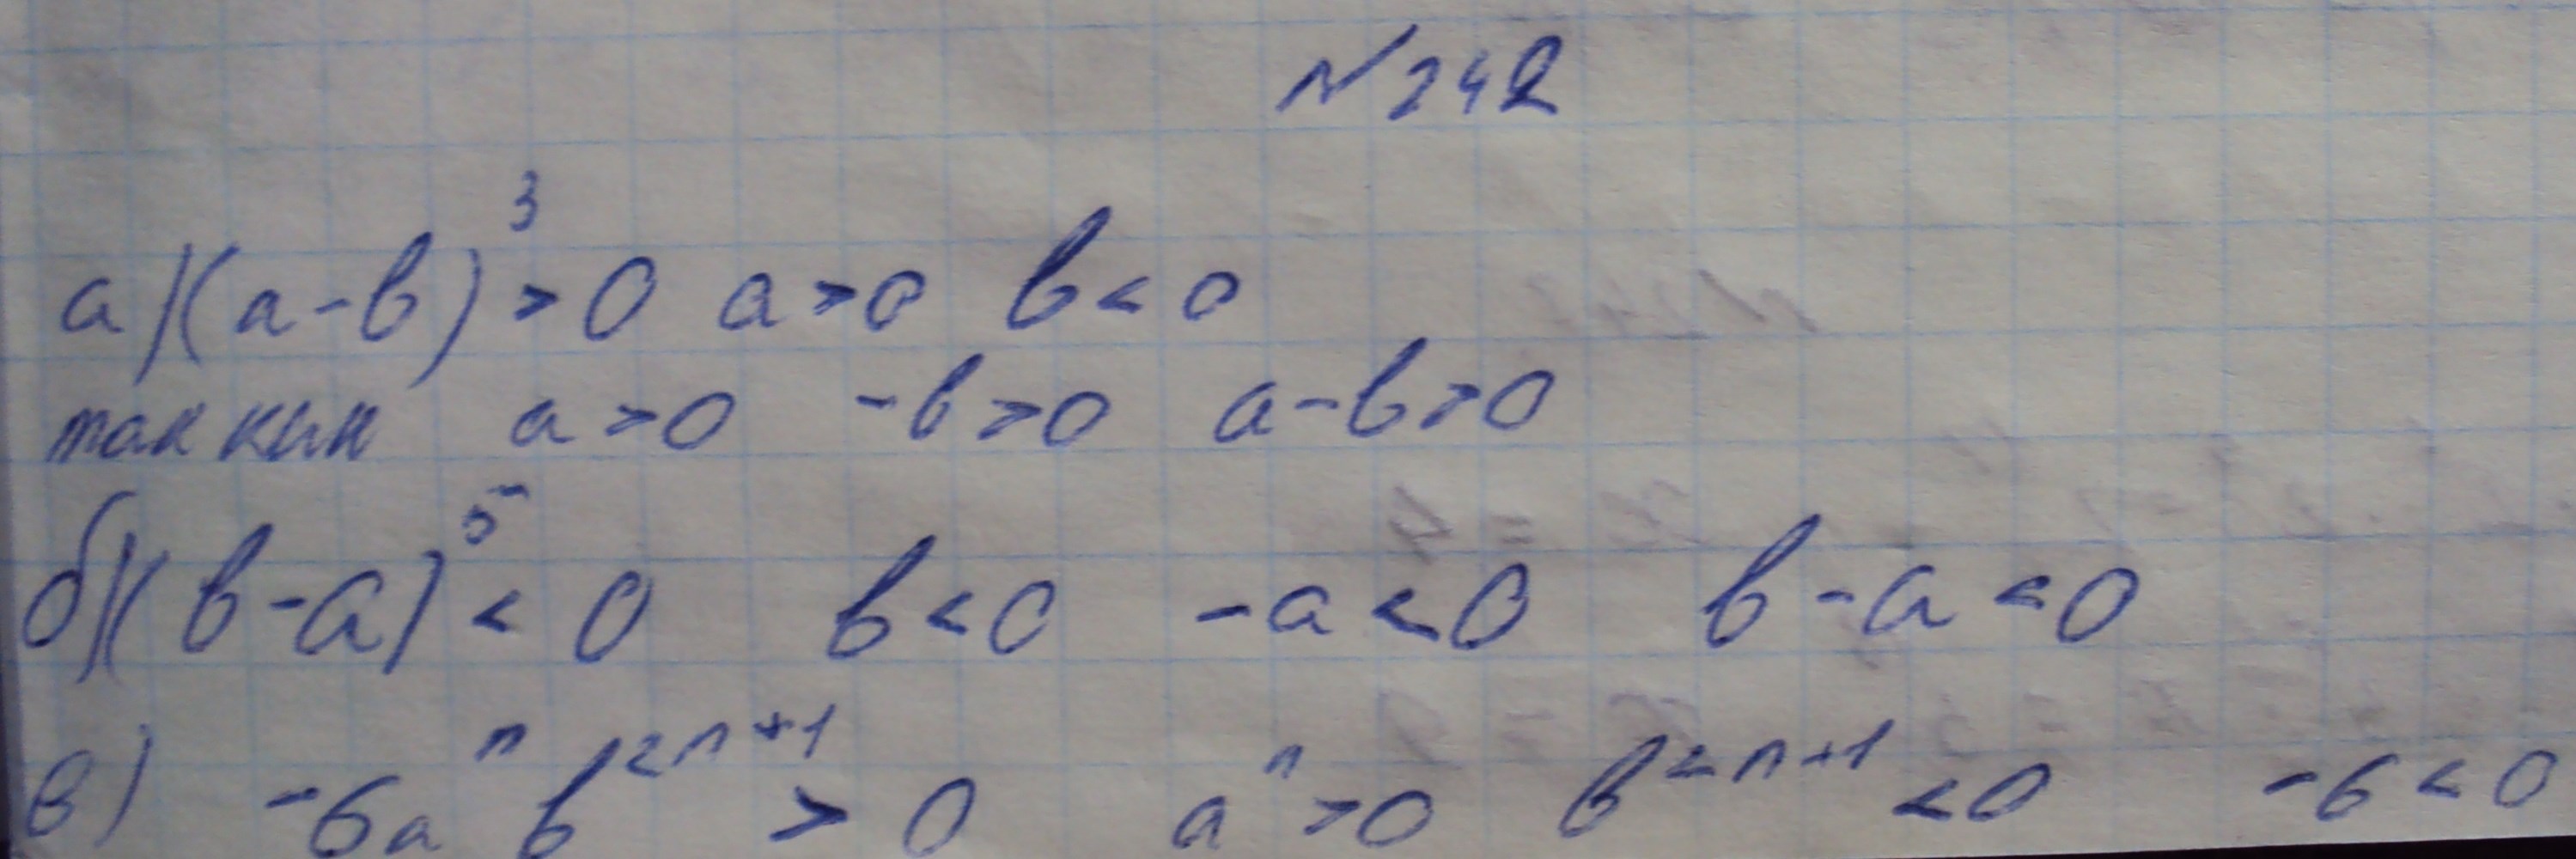 №242
а) (а-в)³ > 0 а>0 в<0
так как а>0 -в>0 а-в>0
б) (в-а)⁵ < 0 в<0 -а<0 в-а<0
в) -6аⁿ в²ⁿ⁺¹ > 0 аⁿ>0 в²ⁿ⁺¹<0 -6<0